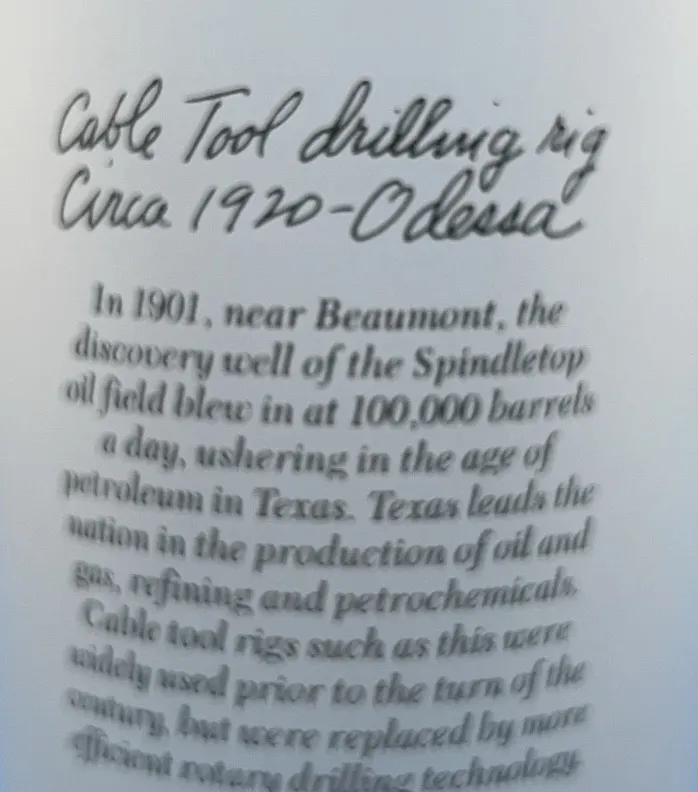 Cable Tool drilling rig
Circa 1920-Odessa
In 1901, near Beaumont, the
discovery well of the Spindletop
oil field blew in at 100,000 barrels
a day, ushering in the age of
petroleum in Texas. Texas leads the
nation in the production of oil and
gas, refining and petrochemicals.
Cable tool rigs such as this were
widely used prior to the turn of the
century, but were replaced by more
efficient rotary drilling technology.